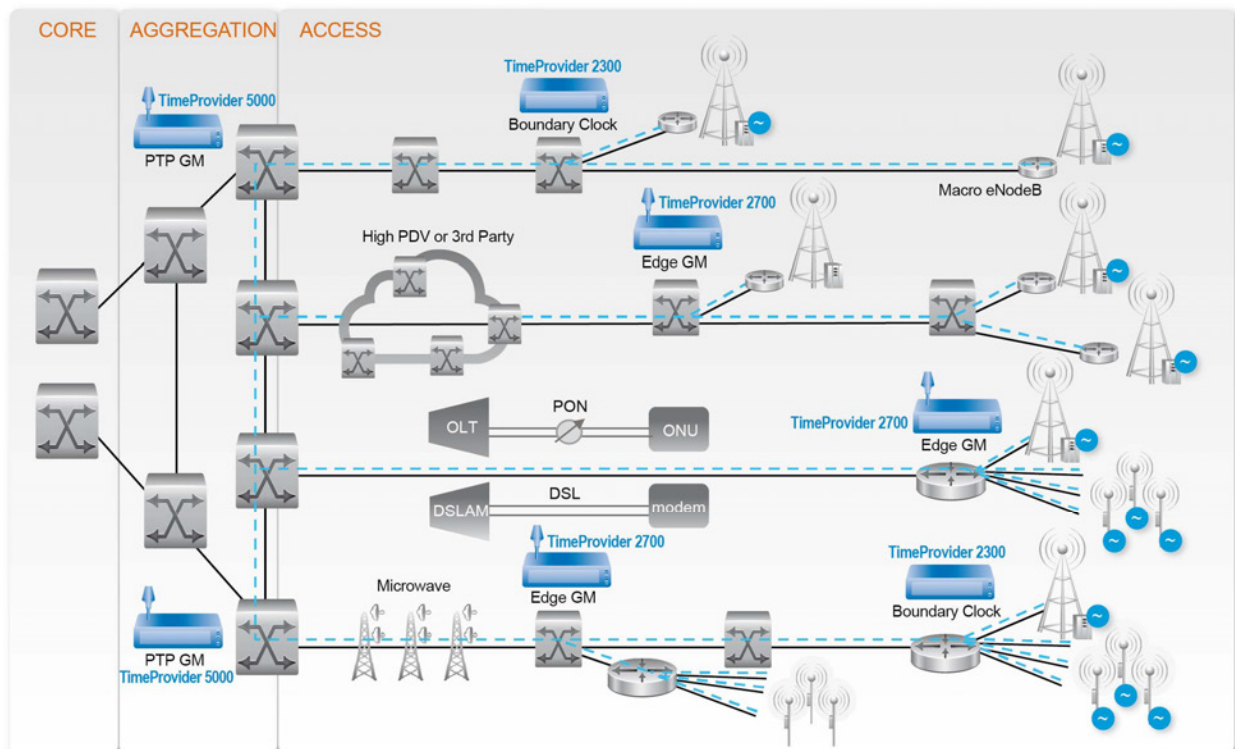 CORE
AGGREGATION
ACCESS
TimeProvider 5000
PTP GM
TimeProvider 2300
Boundary Clock
Macro eNodeB
High PDV or 3rd Party
TimeProvider 2700
Edge GM
OLT
PON
ONU
TimeProvider 2700
Edge GM
DSLAM
DSL
modem
Microwave
TimeProvider 2700
Edge GM
TimeProvider 2300
Boundary Clock
PTP GM
TimeProvider 5000